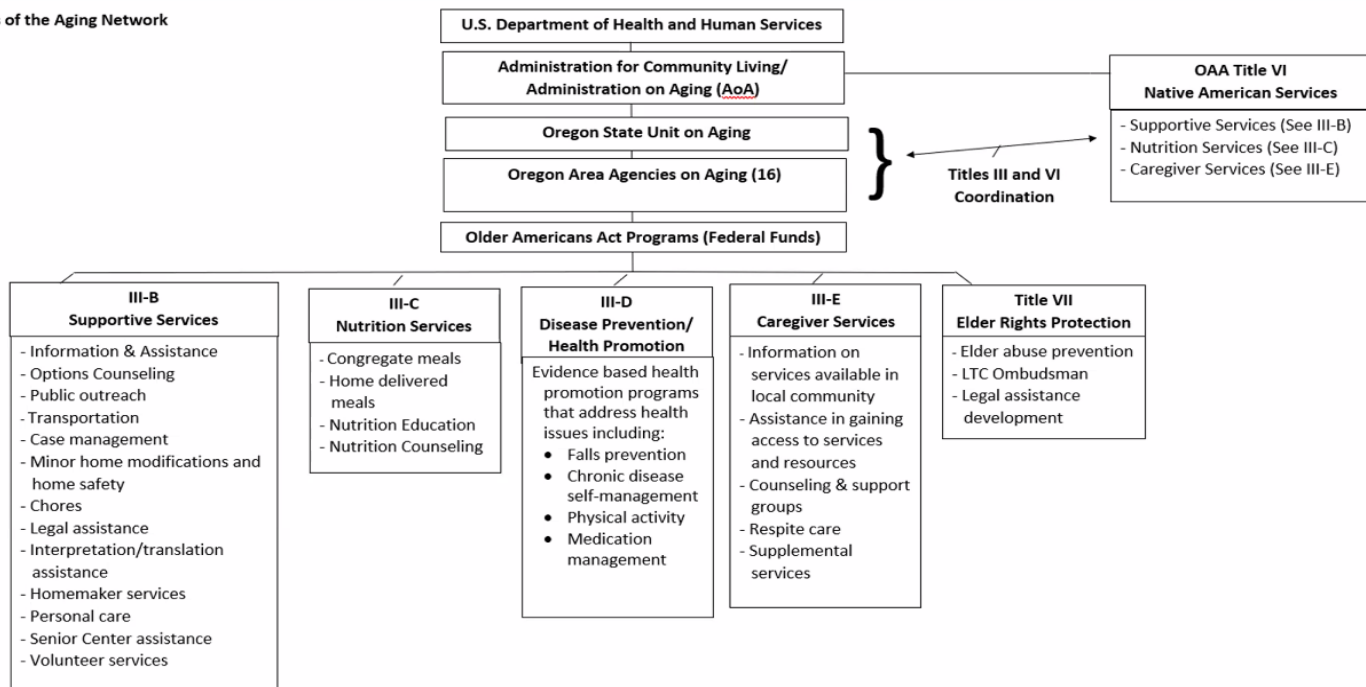 of the Aging Network
U.S. Department of Health and Human Services
Administration for Community Living/
Administration on Aging (AoA)
OAA Title VI
Native American Services
- Supportive Services (See III-B)
- Nutrition Services (See III-C)
- Caregiver Services (See III-E)
Oregon State Unit on Aging
Oregon Area Agencies on Aging (16)
}
Titles III and VI
Coordination
Older Americans Act Programs (Federal Funds)
III-B
Supportive Services
- Information & Assistance
- Options Counseling
- Public outreach
- Transportation
- Case management
- Minor home modifications and
home safety
- Chores
- Legal assistance
- Interpretation/translation
assistance
- Homemaker services
- Personal care
- Senior Center assistance
- Volunteer services
III-C
Nutrition Services
- Congregate meals
- Home delivered
meals
- Nutrition Education
- Nutrition Counseling
III-D
Disease Prevention/
Health Promotion
Evidence based health
promotion programs
that address health
issues including:
• Falls prevention
• Chronic disease
self-management
• Physical activity
• Medication
management
III-E
Caregiver Services
- Information on
services available in
local community
- Assistance in gaining
access to services
and resources
- Counseling & support
groups
- Respite care
- Supplemental
services
Title VII
Elder Rights Protection
- Elder abuse prevention
- LTC Ombudsman
- Legal assistance
development